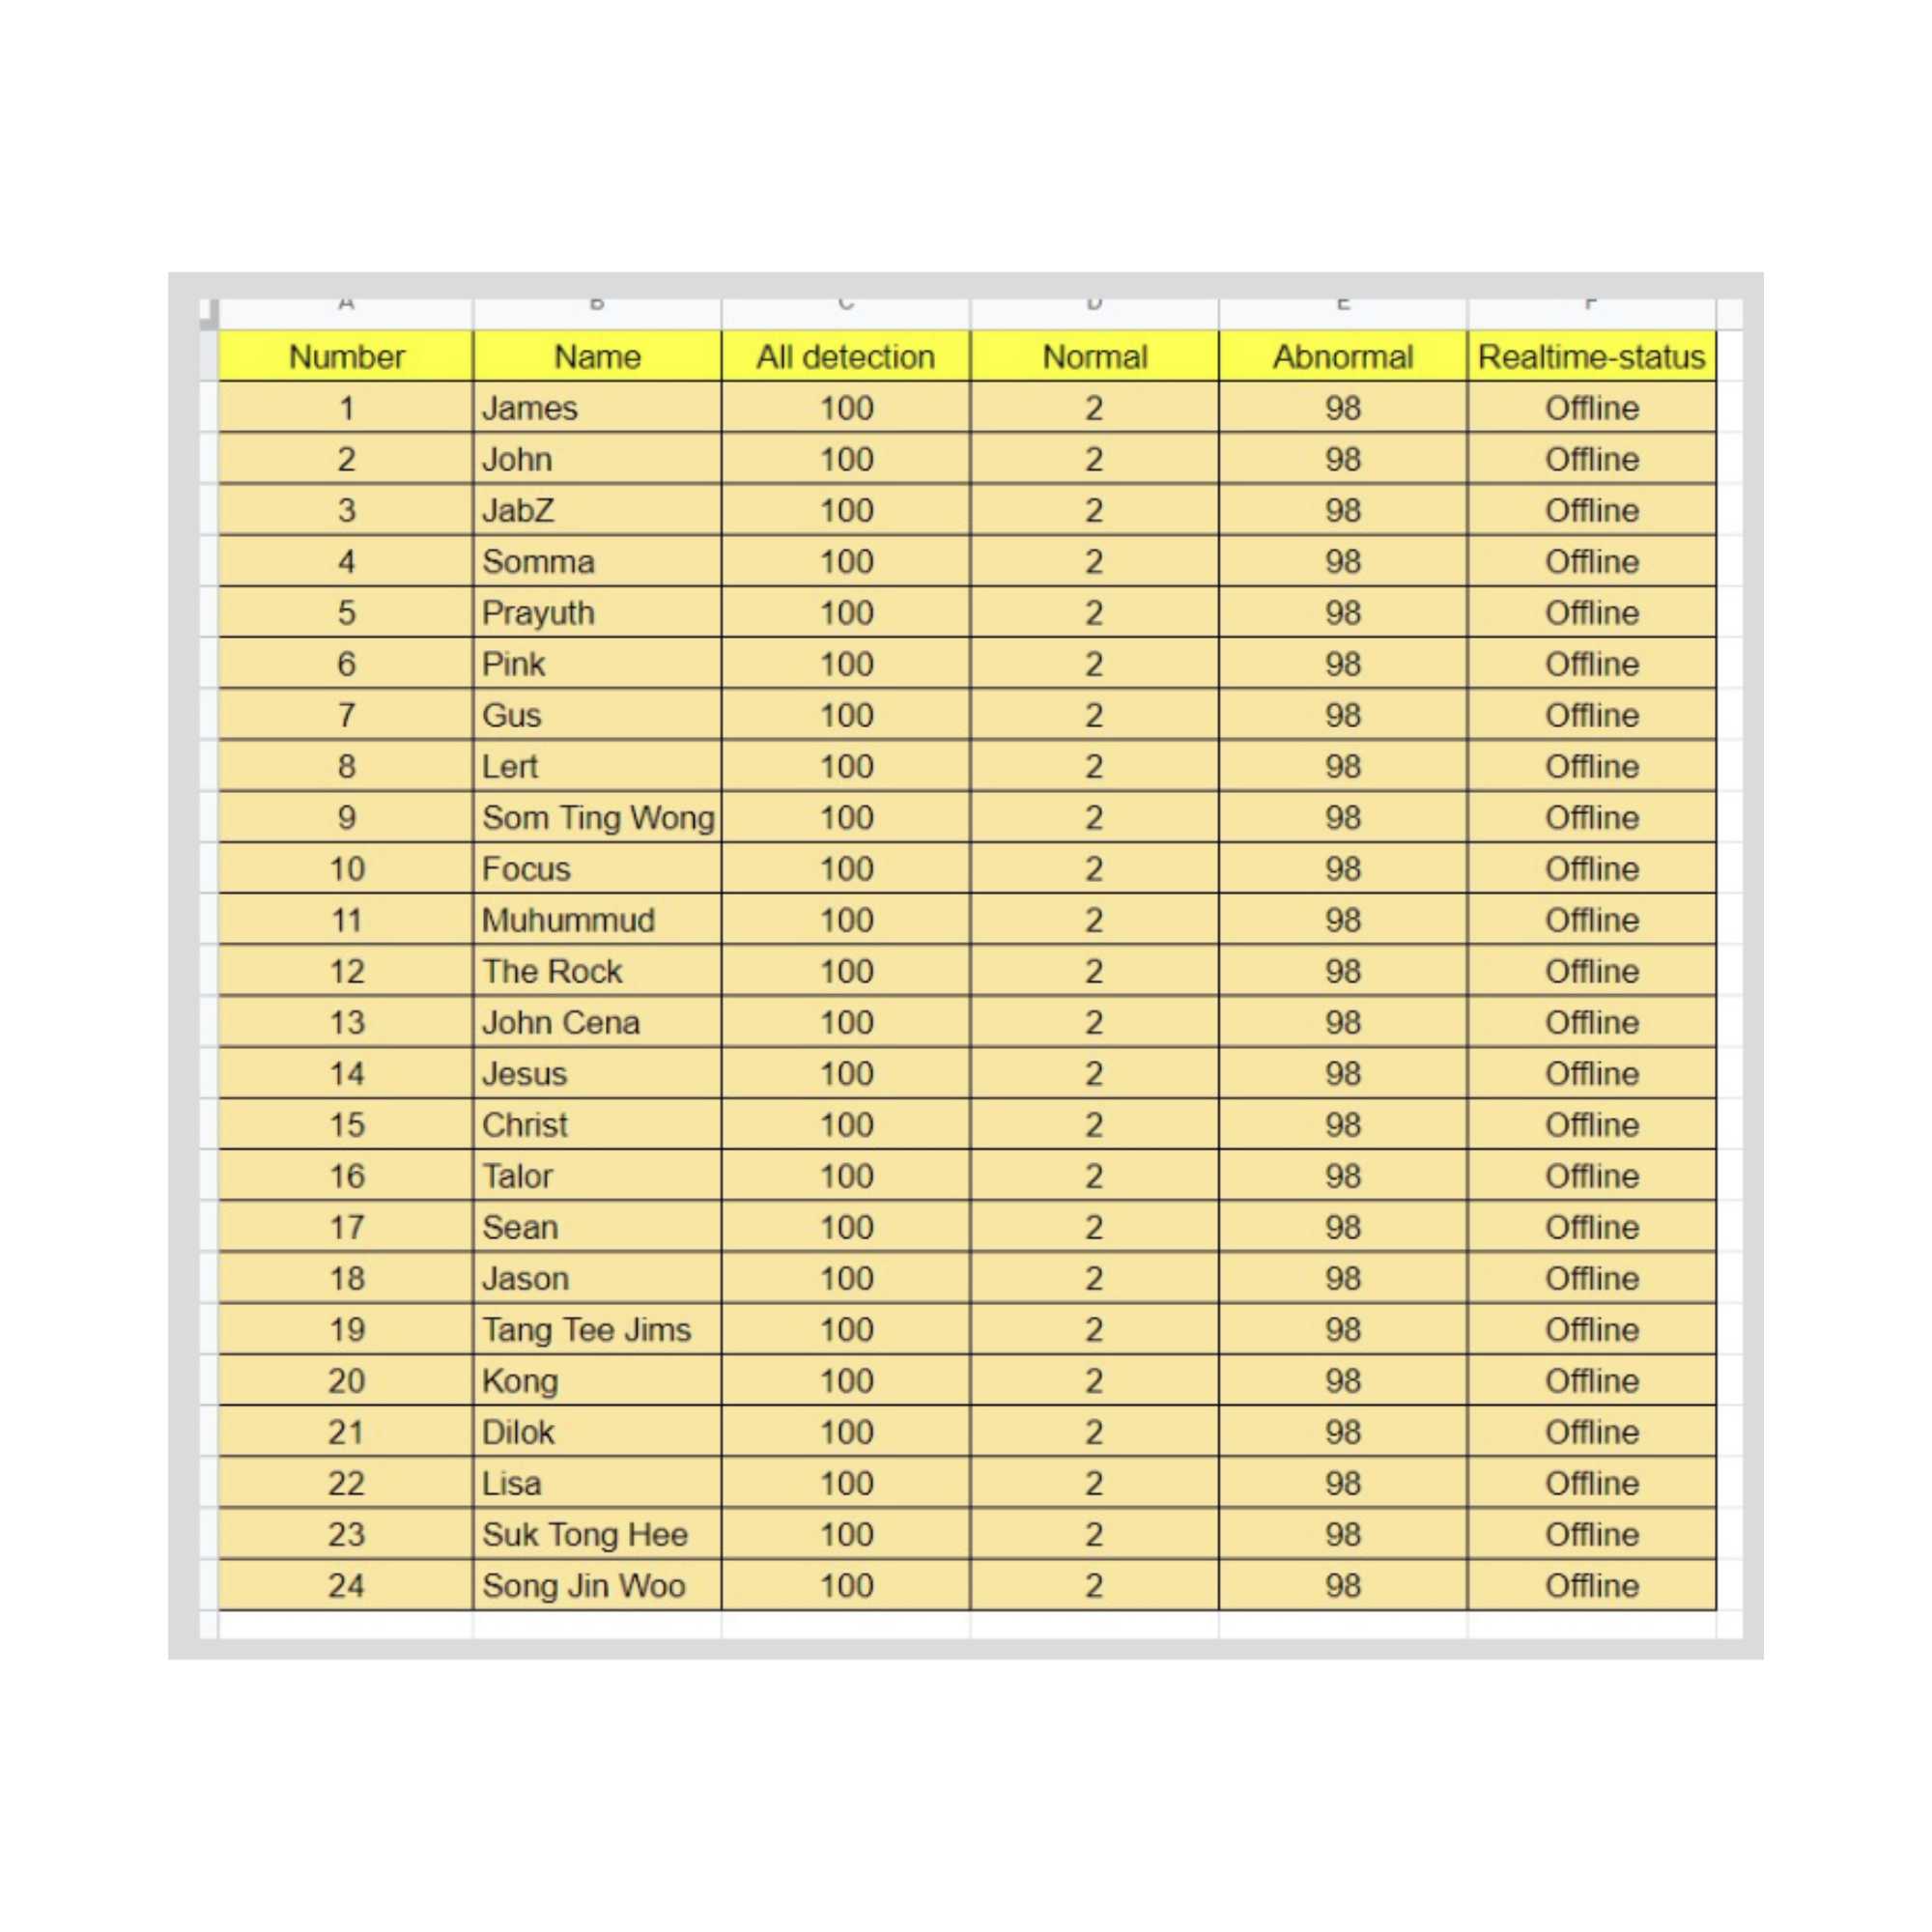 A B C D E F
Number Name All detection Normal Abnormal Realtime-status
1 James 100 2 98 Offline
2 John 100 2 98 Offline
3 JabZ 100 2 98 Offline
4 Somma 100 2 98 Offline
5 Prayuth 100 2 98 Offline
6 Pink 100 2 98 Offline
7 Gus 100 2 98 Offline
8 Lert 100 2 98 Offline
9 Som Ting Wong 100 2 98 Offline
10 Focus 100 2 98 Offline
11 Muhummud 100 2 98 Offline
12 The Rock 100 2 98 Offline
13 John Cena 100 2 98 Offline
14 Jesus 100 2 98 Offline
15 Christ 100 2 98 Offline
16 Talor 100 2 98 Offline
17 Sean 100 2 98 Offline
18 Jason 100 2 98 Offline
19 Tang Tee Jims 100 2 98 Offline
20 Kong 100 2 98 Offline
21 Dilok 100 2 98 Offline
22 Lisa 100 2 98 Offline
23 Suk Tong Hee 100 2 98 Offline
24 Song Jin Woo 100 2 98 Offline